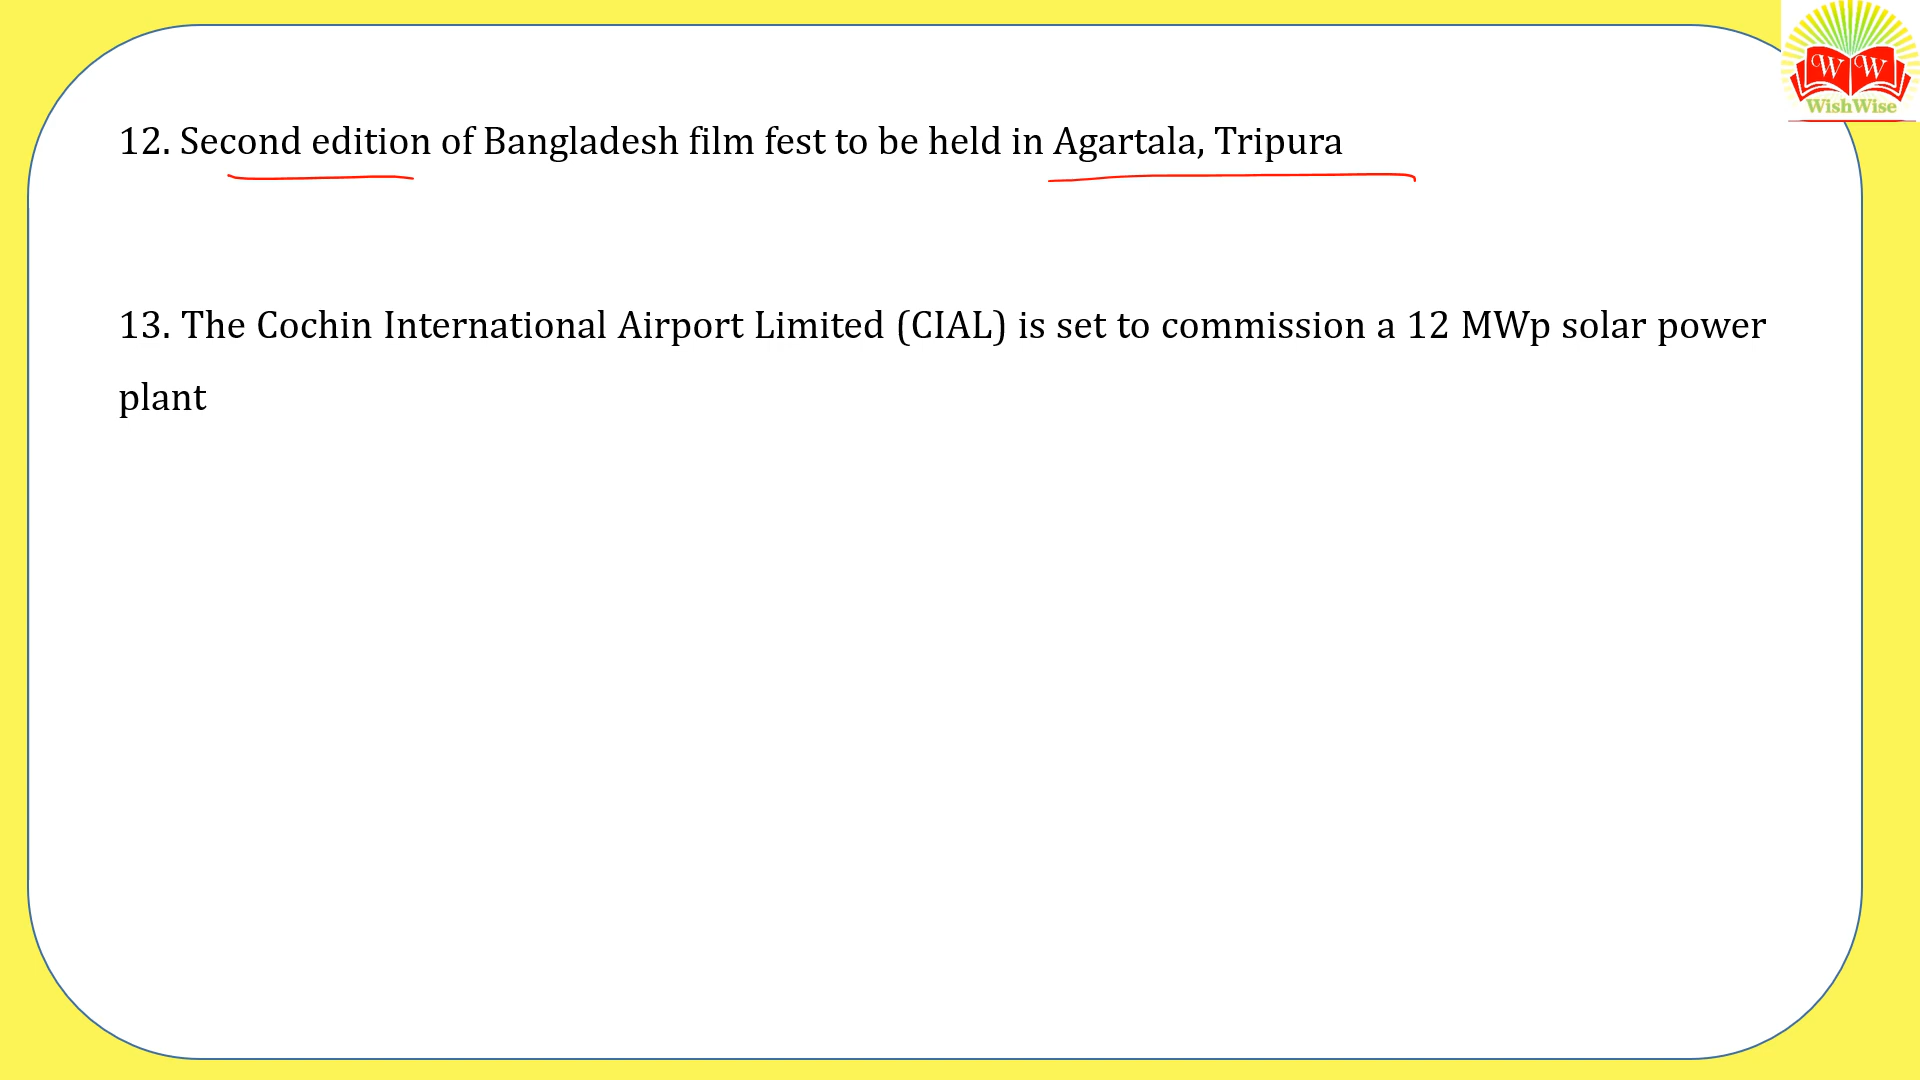 W W
WishWise
12. Second edition of Bangladesh film fest to be held in Agartala, Tripura
13. The Cochin International Airport Limited (CIAL) is set to commission a 12 MWp solar power
plant